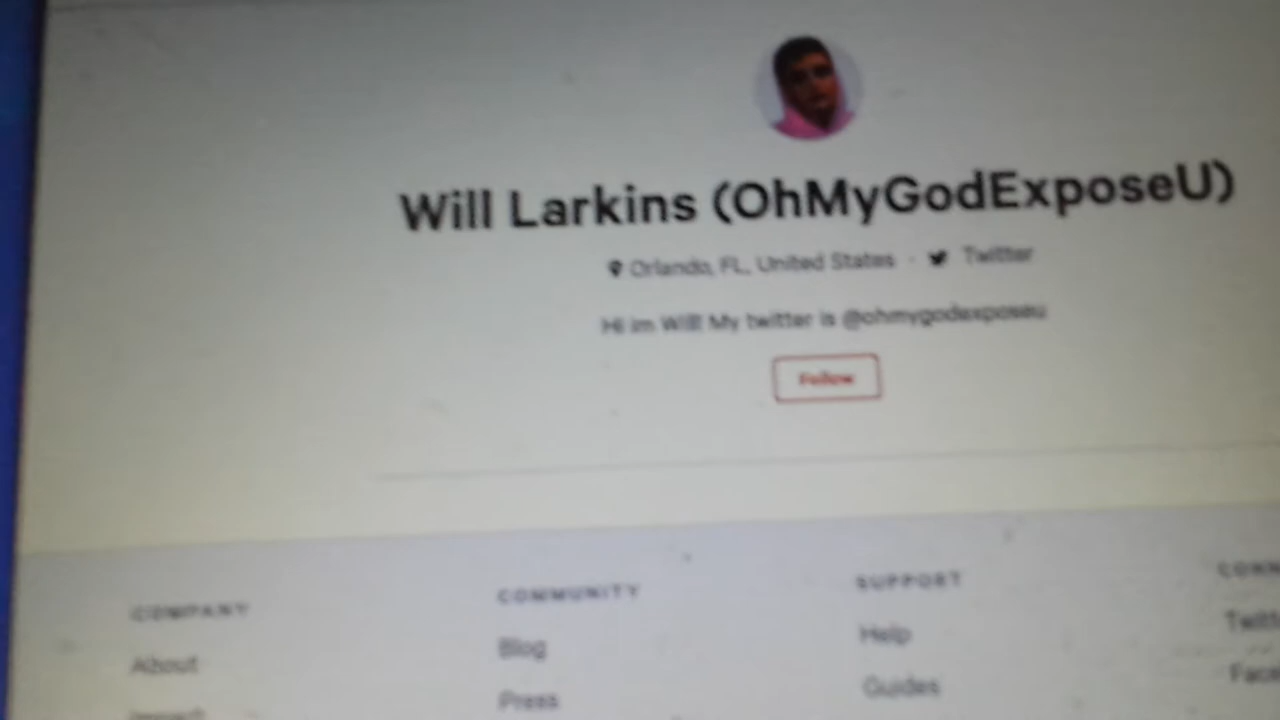 Will Larkins (OhMyGodExposeU)
Orlando, FL, United States · Twitter
Hi im Will! My twitter is @ohmygodexposeu
Follow
COMPANY COMMUNITY SUPPORT
About Blog Help
Impact Press Guides